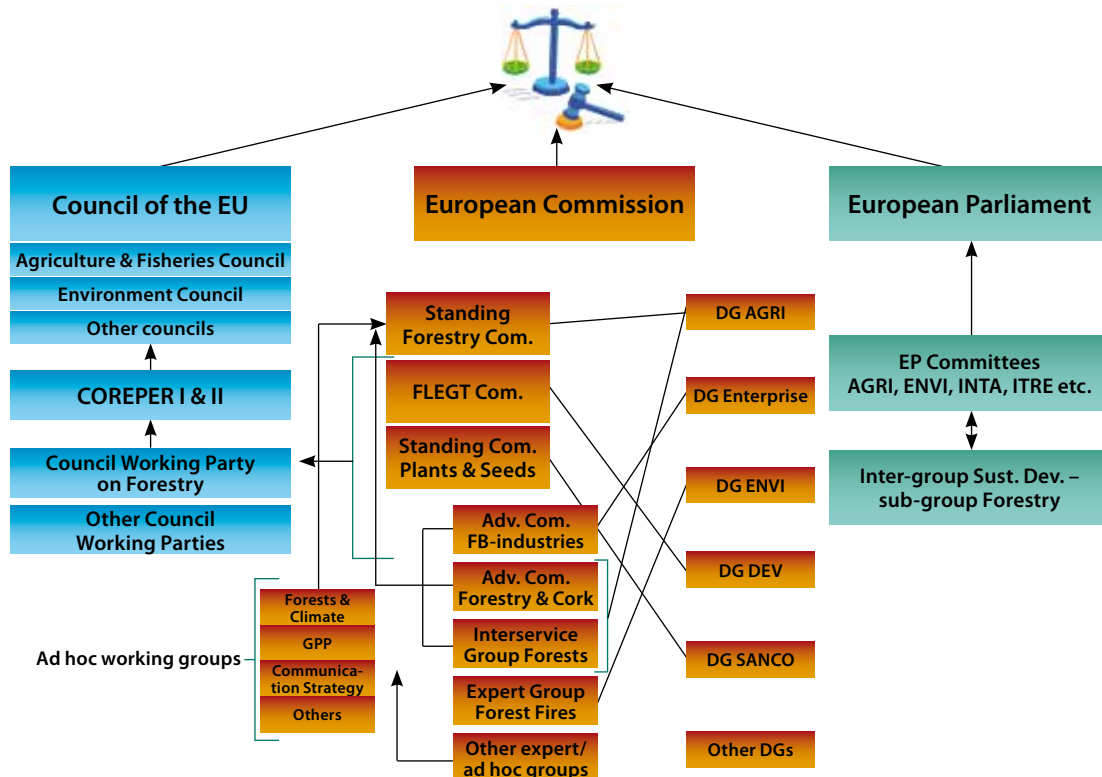 Council of the EU
Agriculture & Fisheries Council
Environment Council
Other councils
COREPER I & II
Council Working Party
on Forestry
Other Council
Working Parties
Ad hoc working groups
Forests &
Climate
GPP
Communica-
tion Strategy
Others
European Commission
Standing
Forestry Com.
FLEGT Com.
Standing Com.
Plants & Seeds
Adv. Com.
FB-industries
Adv. Com.
Forestry & Cork
Interservice
Group Forests
Expert Group
Forest Fires
Other expert/
ad hoc groups
DG AGRI
DG Enterprise
DG ENVI
DG DEV
DG SANCO
Other DGs
European Parliament
EP Committees
AGRI, ENVI, INTA, ITRE etc.
Inter-group Sust. Dev. –
sub-group Forestry